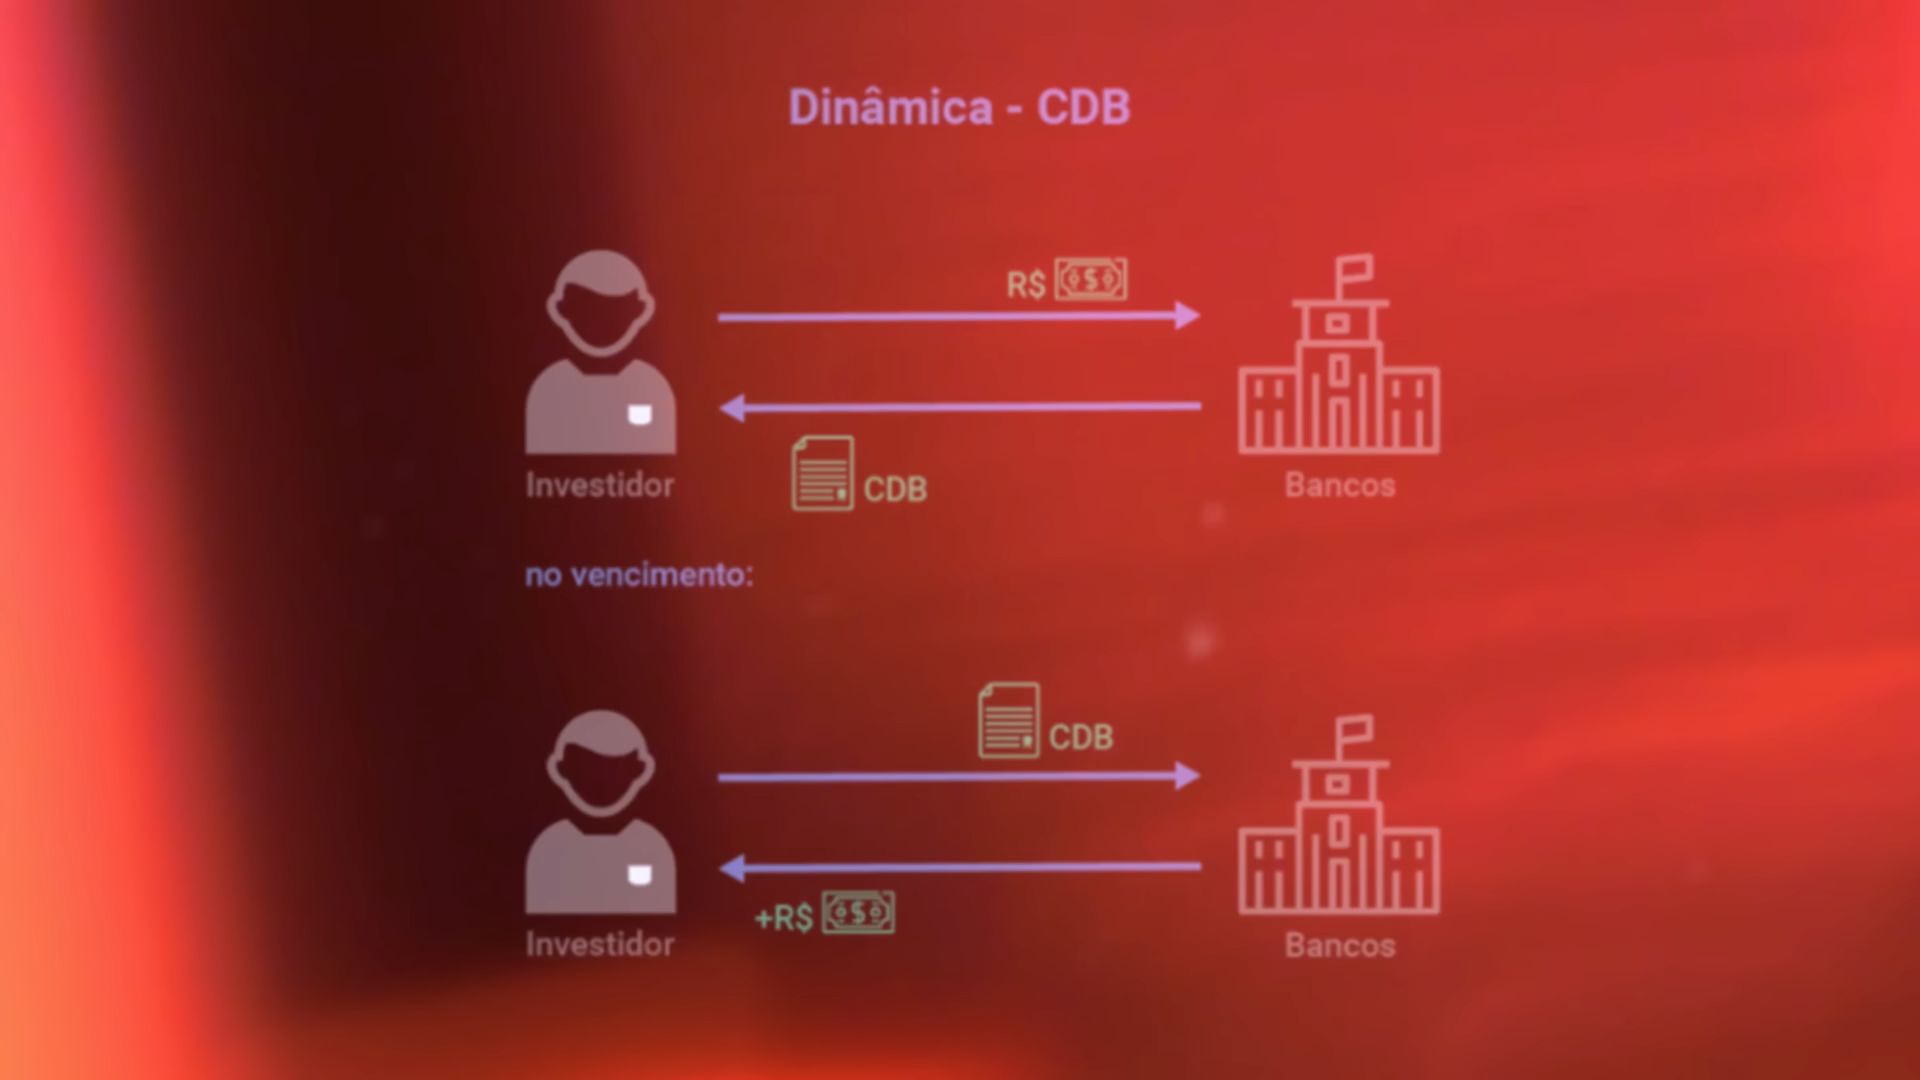 Dinâmica - CDB
R$
CDB
Investidor
Bancos
no vencimento:
CDB
+R$
Investidor
Bancos